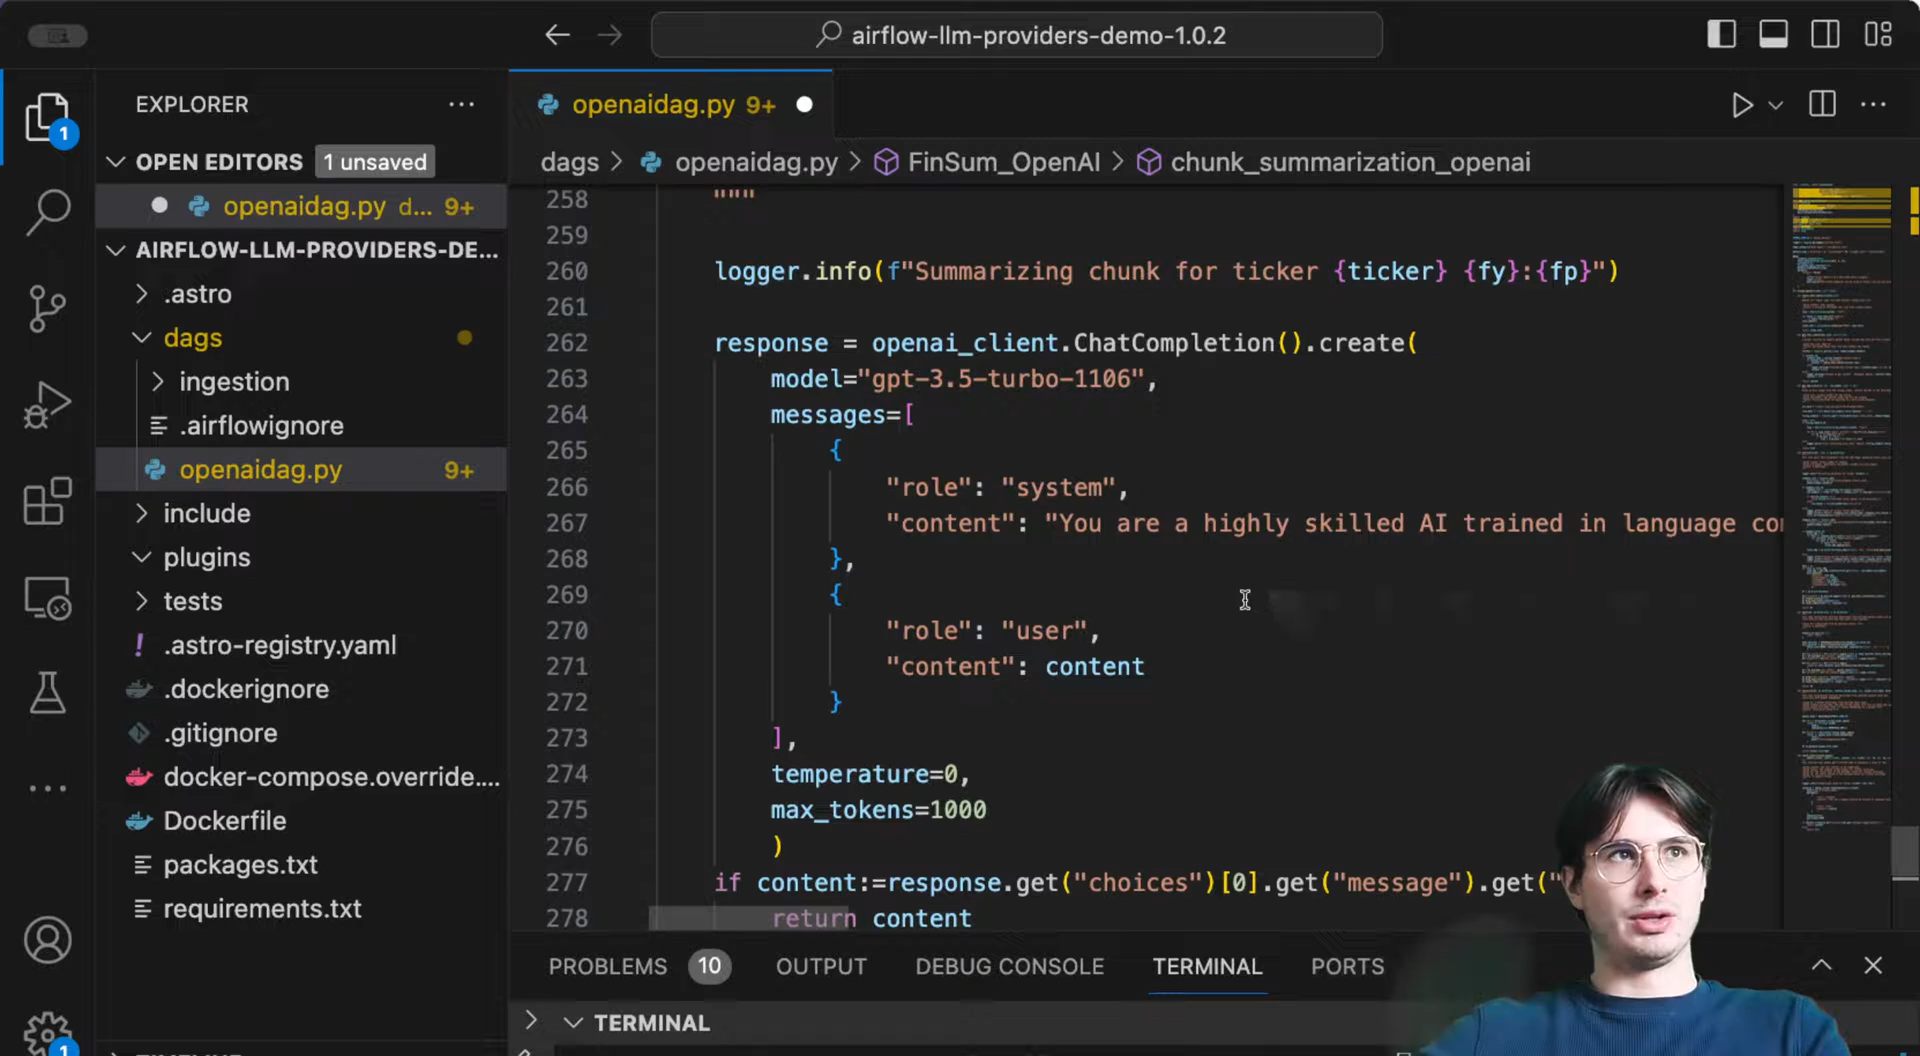 airflow-llm-providers-demo-1.0.2
EXPLORER
OPEN EDITORS 1 unsaved
openaidag.py d... 9+
AIRFLOW-LLM-PROVIDERS-DE...
.astro
dags
ingestion
.airflowignore
openaidag.py 9+
include
plugins
tests
.astro-registry.yaml
.dockerignore
.gitignore
docker-compose.override....
Dockerfile
packages.txt
requirements.txt
1
1
openaidag.py 9+
dags > openaidag.py > FinSum_OpenAI > chunk_summarization_openai
258 """
259
260 logger.info(f"Summarizing chunk for ticker {ticker} {fy}:{fp}")
261
262 response = openai_client.ChatCompletion().create(
263 model="gpt-3.5-turbo-1106",
264 messages=[
265 {
266 "role": "system",
267 "content": "You are a highly skilled AI trained in language
268 },
269 {
270 "role": "user",
271 "content": content
272 }
273 ],
274 temperature=0,
275 max_tokens=1000
276 )
277 if content:=response.get("choices")[0].get("message").get("
278 return content
PROBLEMS 10 OUTPUT DEBUG CONSOLE TERMINAL PORTS
TERMINAL